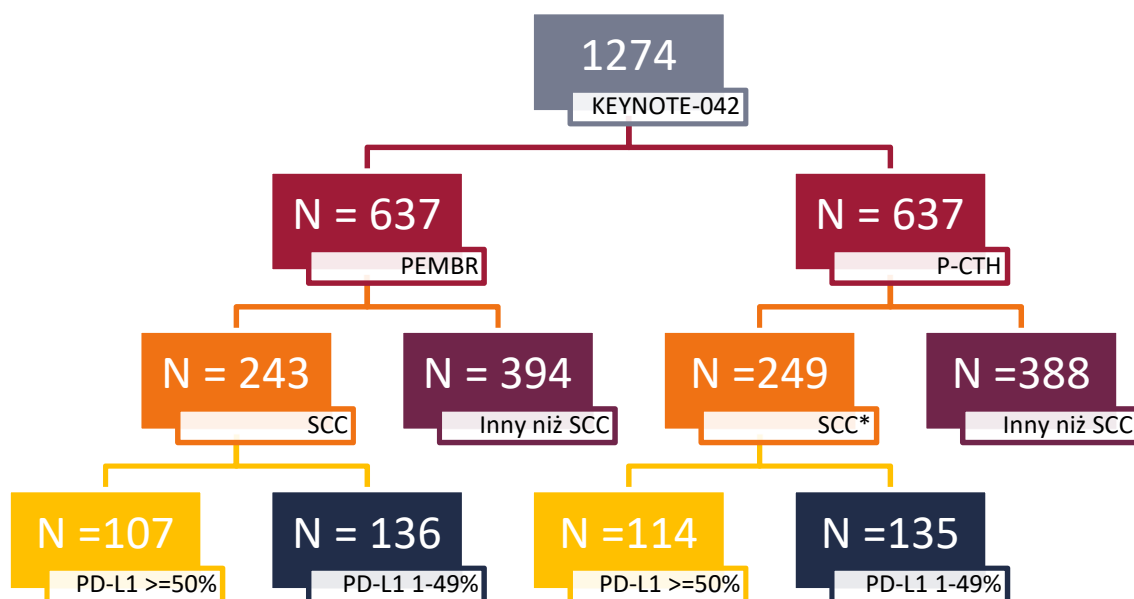 1274
KEYNOTE-042
N = 637
PEMBR
N = 637
P-CTH
N = 243
SCC
N = 394
Inny niż SCC
N =249
SCC*
N =388
Inny niż SCC
N =107
PD-L1 >=50%
N = 136
PD-L1 1-49%
N =114
PD-L1 >=50%
N =135
PD-L1 1-49%